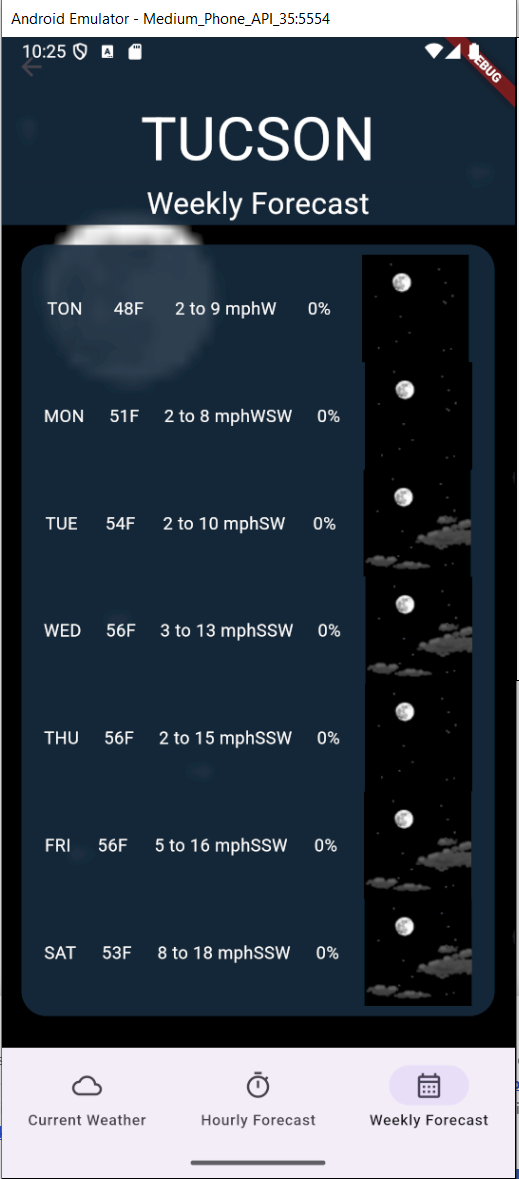 Android Emulator - Medium_Phone_API_35:5554
10:25
A
DEBUG
TUCSON
Weekly Forecast
TON 48F 2 to 9 mphW 0%
MON 51F 2 to 8 mphWSW 0%
TUE 54F 2 to 10 mphSW 0%
WED 56F 3 to 13 mphSSW 0%
THU 56F 2 to 15 mphSSW 0%
FRI 56F 5 to 16 mphSSW 0%
SAT 53F 8 to 18 mphSSW 0%
Current Weather Hourly Forecast Weekly Forecast